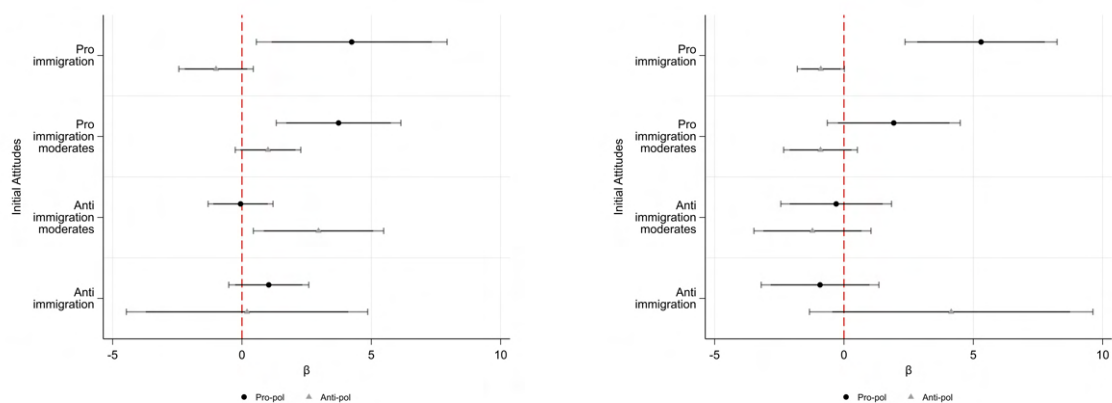 Pro
immigration
Pro
immigration
moderates
Anti
immigration
moderates
Anti
immigration
Initial Attitudes
-5
0
5
10
β
Pro-pol
Anti-pol
Pro
immigration
Pro
immigration
moderates
Anti
immigration
moderates
Anti
immigration
Initial Attitudes
-5
0
5
10
β
Pro-pol
Anti-pol